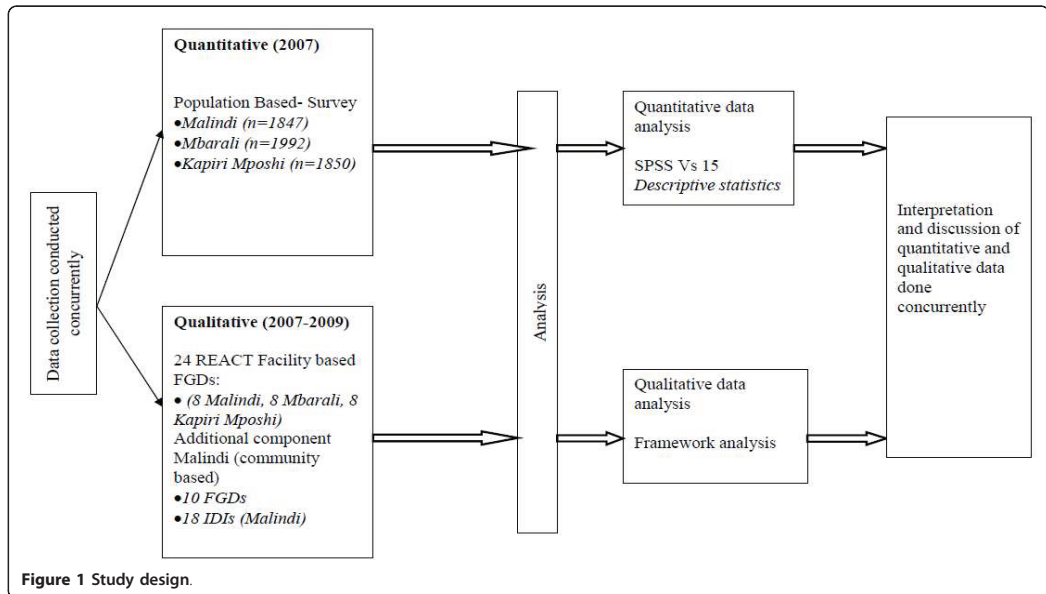 Data collection conducted
concurrently
Quantitative (2007)
Population Based- Survey
•Malindi (n=1847)
•Mbarali (n=1992)
•Kapiri Mposhi (n=1850)
Qualitative (2007-2009)
24 REACT Facility based
FGDs:
• (8 Malindi, 8 Mbarali, 8
Kapiri Mposhi)
Additional component
Malindi (community
based)
•10 FGDs
•18 IDIs (Malindi)
Analysis
Quantitative data
analysis
SPSS Vs 15
Descriptive statistics
Qualitative data
analysis
Framework analysis
Interpretation
and discussion of
quantitative and
qualitative data
done
concurrently
Figure 1 Study design.